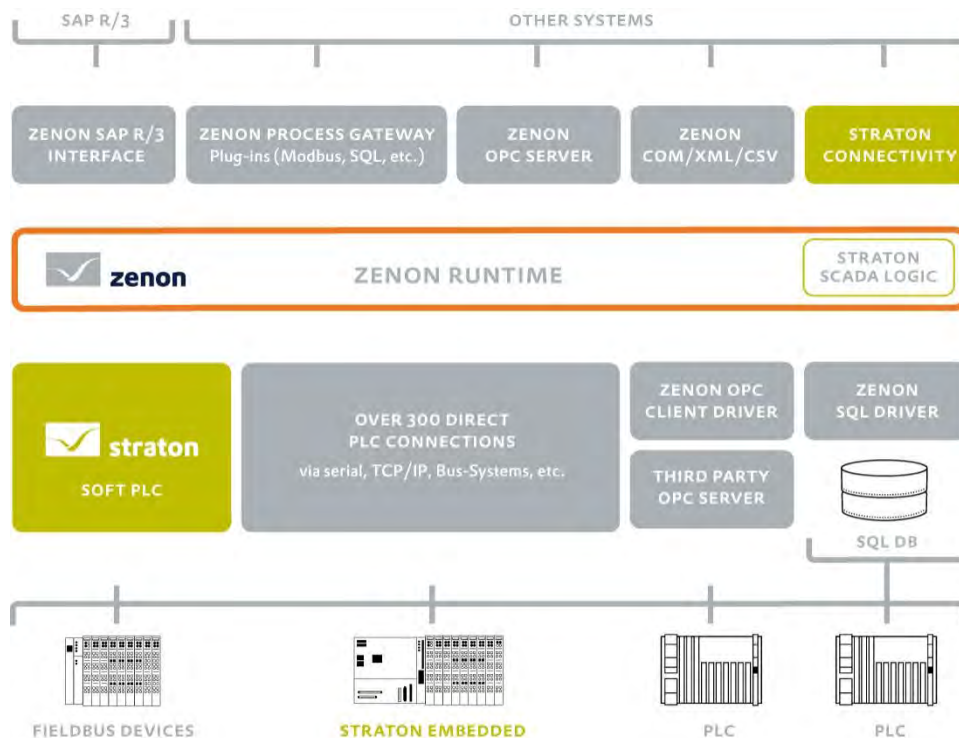 SAP R/3
OTHER SYSTEMS
ZENON SAP R/3
INTERFACE
ZENON PROCESS GATEWAY
Plug-ins (Modbus, SQL, etc.)
ZENON
OPC SERVER
ZENON
COM/XML/CSV
STRATON
CONNECTIVITY
zenon
ZENON RUNTIME
STRATON
SCADA LOGIC
straton
SOFT PLC
OVER 300 DIRECT
PLC CONNECTIONS
via serial, TCP/IP, Bus-Systems, etc.
ZENON OPC
CLIENT DRIVER
THIRD PARTY
OPC SERVER
ZENON
SQL DRIVER
SQL DB
FIELDBUS DEVICES
STRATON EMBEDDED
PLC
PLC